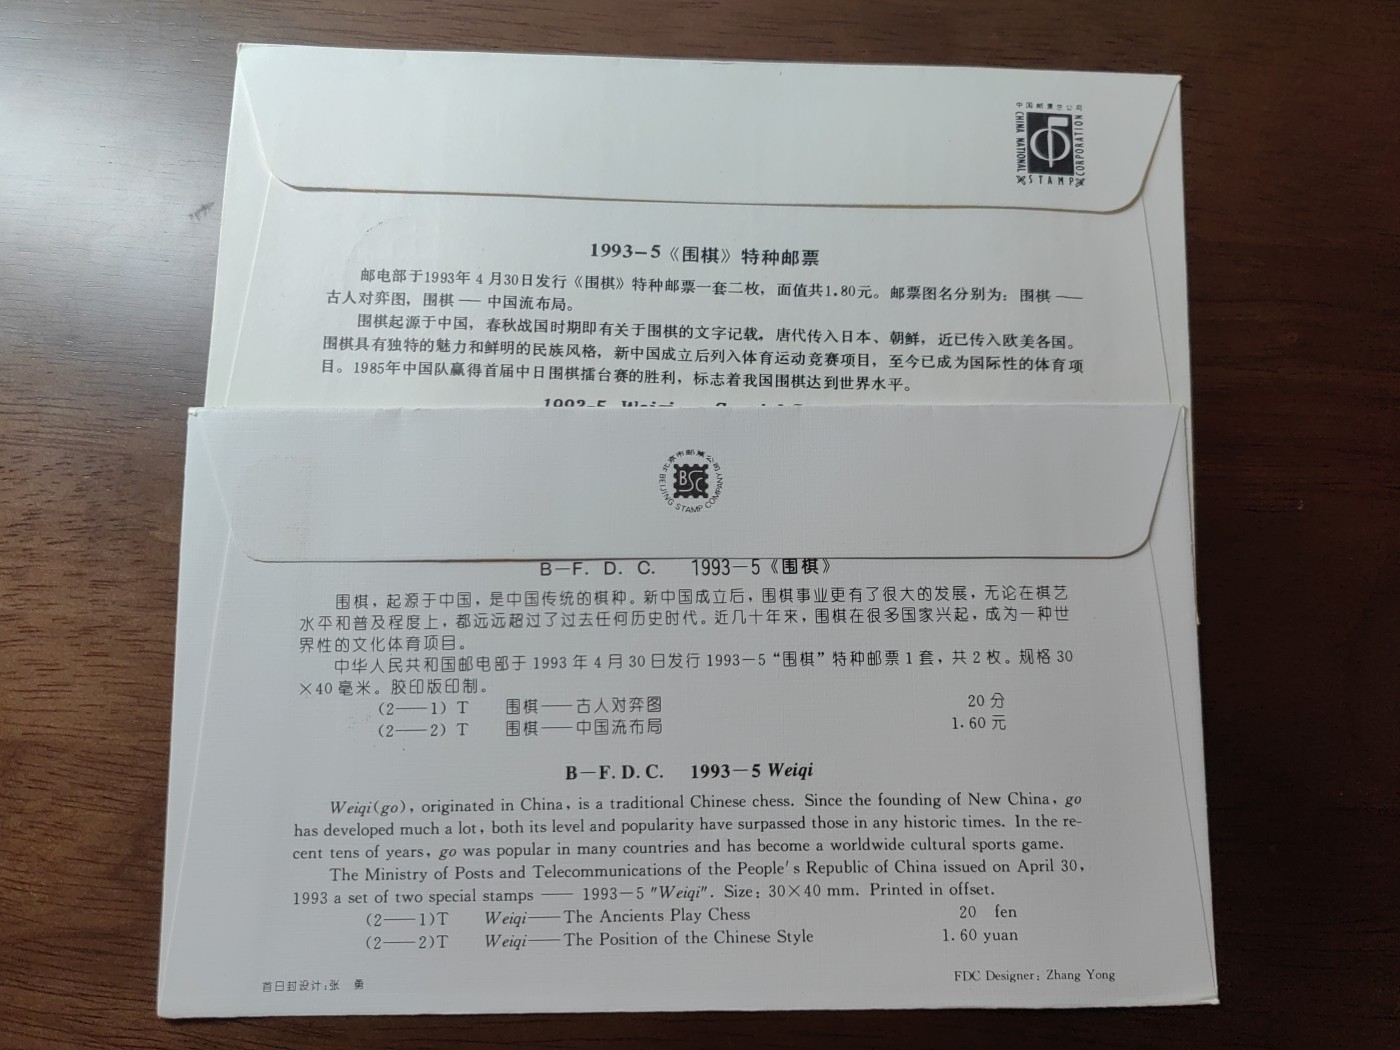 中国邮票总公司
CHINA NATIONAL
STAMP
CORPORATION
1993-5《围棋》特种邮票
邮电部于1993年4月30日发行《围棋》特种邮票一套二枚，面值共1.80元。邮票图名分别为：围棋——
古人对弈图，围棋——中国流布局。
围棋起源于中国，春秋战国时期即有关于围棋的文字记载，唐代传入日本、朝鲜，近已传入欧美各国。
围棋具有独特的魅力和鲜明的民族风格，新中国成立后列入体育运动竞赛项目，至今已成为国际性的体育项
目。1985年中国队赢得首届中日围棋擂台赛的胜利，标志着我国围棋达到世界水平。
1993-5 Weiqi
北京市邮票公司
BSC
BEIJING STAMP COMPANY
B－F. D. C. 1993－5《围棋》
围棋，起源于中国，是中国传统的棋种。新中国成立后，围棋事业更有了很大的发展，无论在棋艺
水平和普及程度上，都远远超过了过去任何历史时代。近几十年来，围棋在很多国家兴起，成为一种世
界性的文化体育项目。
中华人民共和国邮电部于1993年4月30日发行1993－5“围棋”特种邮票1套，共2枚。规格30
×40毫米。胶印版印制。
(2——1) T 围棋——古人对弈图 20分
(2——2) T 围棋——中国流布局 1.60元
B－F. D. C. 1993－5 Weiqi
Weiqi(go), originated in China, is a traditional Chinese chess. Since the founding of New China, go
has developed much a lot, both its level and popularity have surpassed those in any historic times. In the re-
cent tens of years, go was popular in many countries and has become a worldwide cultural sports game.
The Ministry of Posts and Telecommunications of the People's Republic of China issued on April 30,
1993 a set of two special stamps —— 1993－5 "Weiqi". Size: 30×40 mm. Printed in offset.
(2——1)T Weiqi——The Ancients Play Chess 20 fen
(2——2)T Weiqi——The Position of the Chinese Style 1.60 yuan
首日封设计:张 勇 FDC Designer: Zhang Yong